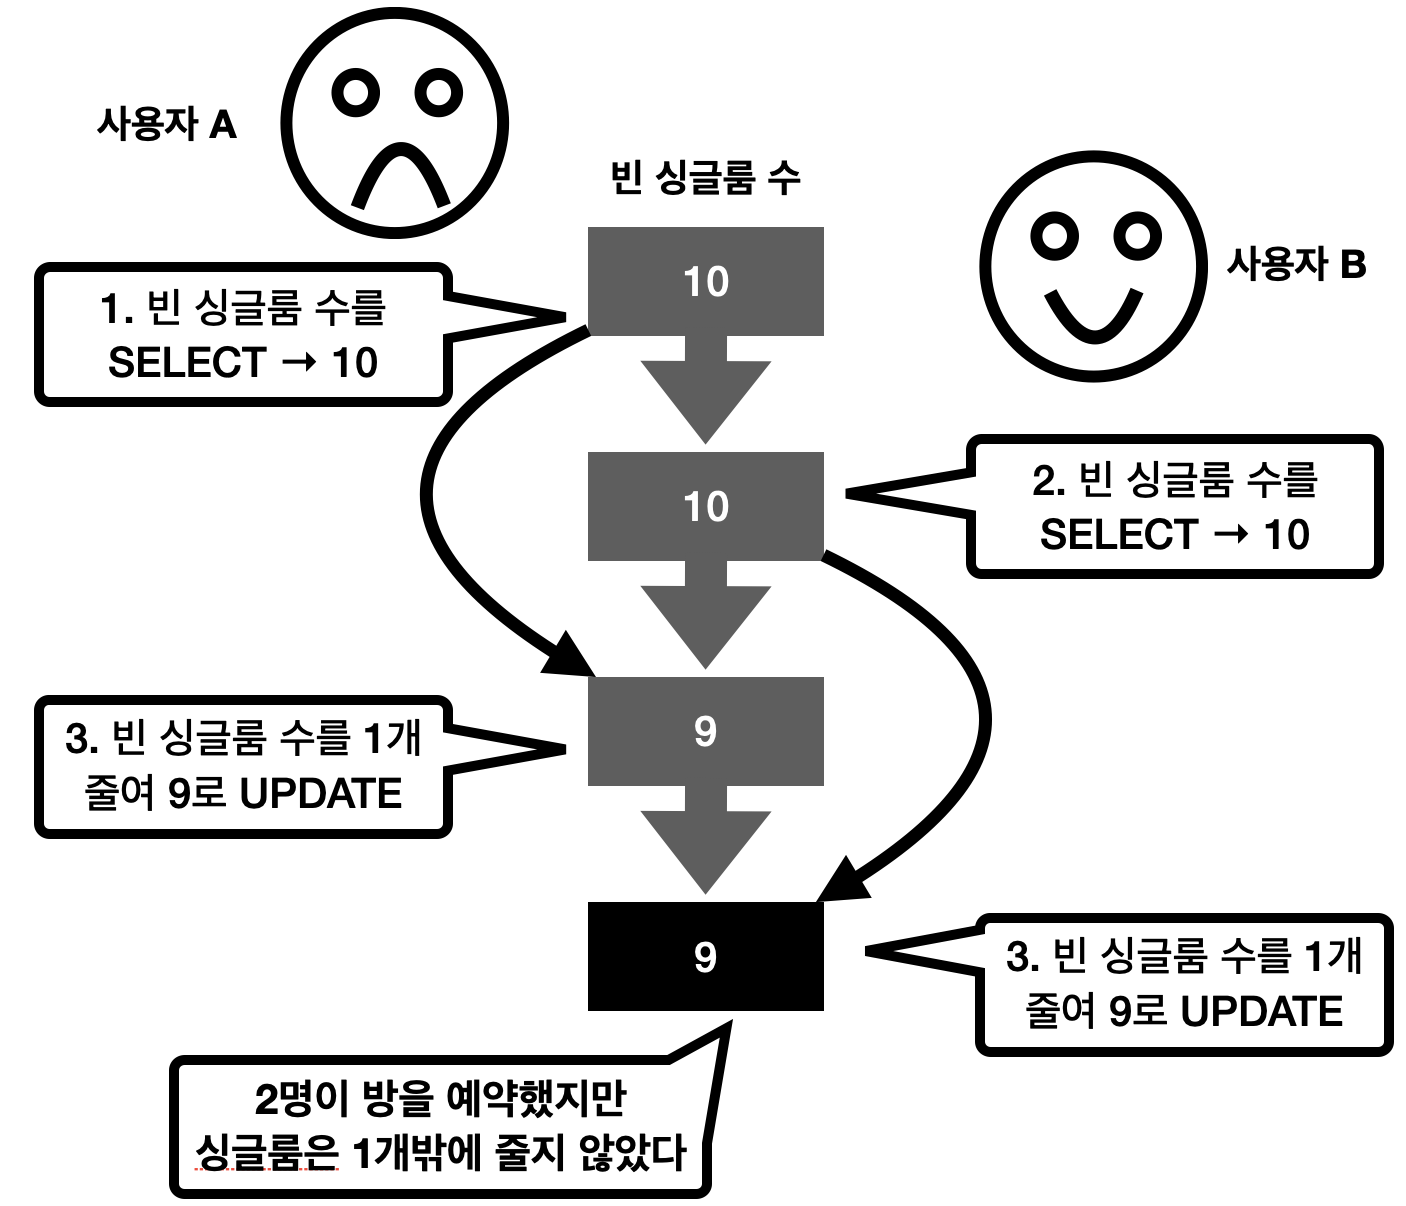 사용자 A
빈 싱글룸 수
사용자 B
10
1. 빈 싱글룸 수를
SELECT → 10
10
2. 빈 싱글룸 수를
SELECT → 10
9
3. 빈 싱글룸 수를 1개
줄여 9로 UPDATE
9
3. 빈 싱글룸 수를 1개
줄여 9로 UPDATE
2명이 방을 예약했지만
싱글룸은 1개밖에 줄지 않았다